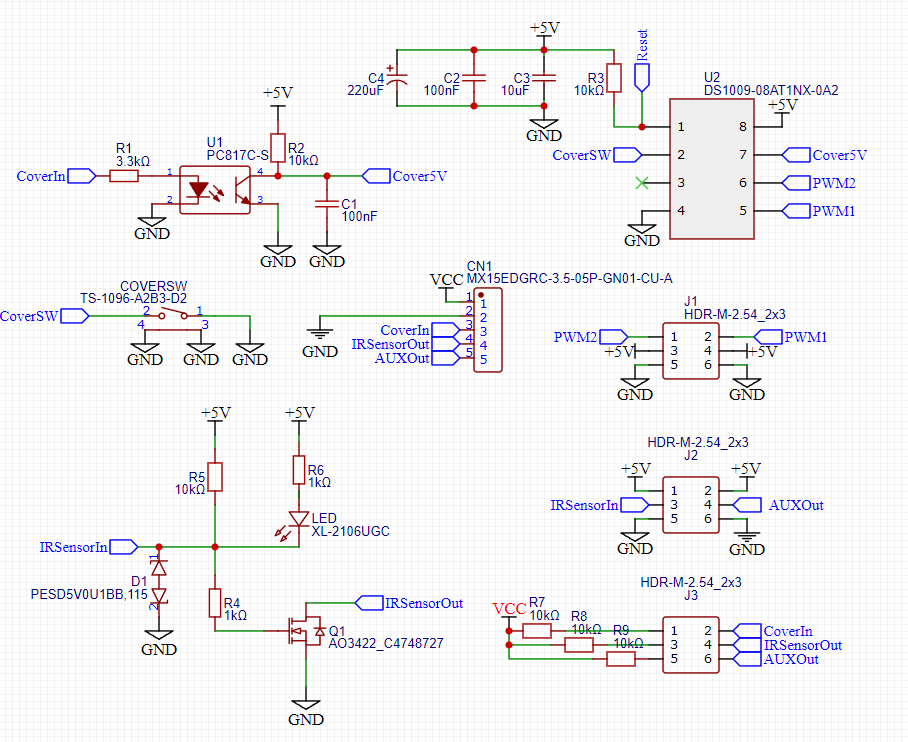 +5V
Reset
C4
220uF
C2
100nF
C3
10uF
R3
10kΩ
GND
U2
DS1009-08AT1NX-0A2
+5V
1
8
CoverSW
2
7
Cover5V
3
6
PWM2
4
5
PWM1
GND
+5V
R1
3.3kΩ
U1
PC817C-S
R2
10kΩ
CoverIn
1
4
Cover5V
2
3
C1
100nF
GND
GND
GND
COVERSW
TS-1096-A2B3-D2
CoverSW
2
1
4
3
GND
GND
GND
CN1
VCC
MX15EDGRC-3.5-05P-GN01-CU-A
1
1
2
2
CoverIn
3
3
IRSensorOut
4
4
AUXOut
5
5
GND
J1
HDR-M-2.54_2x3
PWM2
1
2
PWM1
+5V
3
4
+5V
5
6
GND
GND
+5V
+5V
R5
10kΩ
R6
1kΩ
LED
XL-2106UGC
IRSensorIn
1
D1
PESD5V0U1BB,115
2
GND
R4
1kΩ
IRSensorOut
Q1
AO3422_C4748727
GND
HDR-M-2.54_2x3
J2
+5V
+5V
1
2
IRSensorIn
3
4
AUXOut
5
6
GND
GND
HDR-M-2.54_2x3
J3
VCC
R7
10kΩ
R8
10kΩ
R9
10kΩ
1
2
CoverIn
3
4
IRSensorOut
5
6
AUXOut